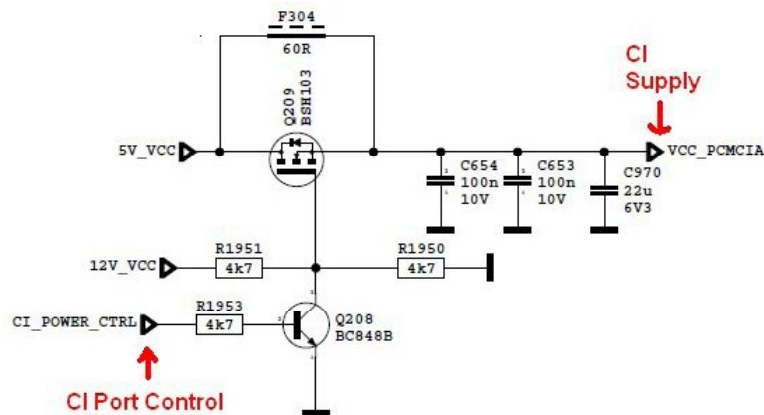 F304
60R
Q209
BSH103
CI
Supply
5V_VCC
VCC_PCMCIA
C654
100n
10V
C653
100n
10V
C970
22u
6V3
R1951
4k7
R1950
4k7
12V_VCC
R1953
4k7
CI_POWER_CTRL
Q208
BC848B
CI Port Control